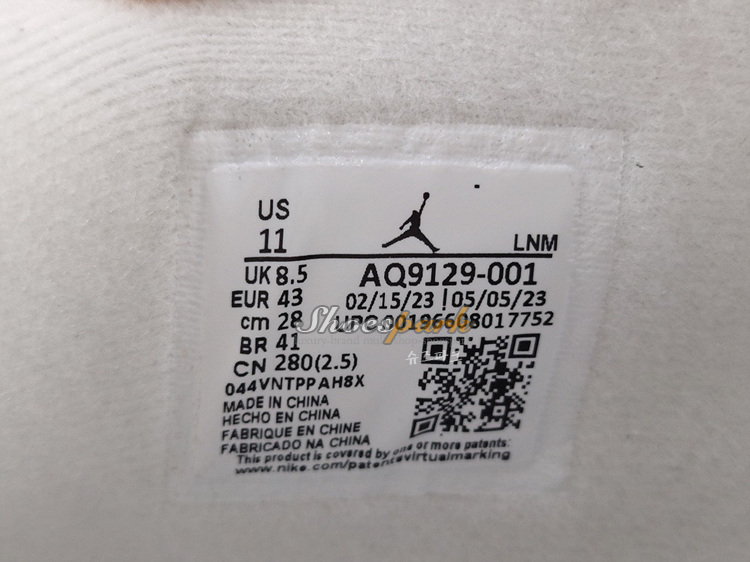 US
11
LNM
UK 8.5
AQ9129-001
EUR 43
02/15/23 | 05/05/23
cm 28
00196608017752
Shoespark
BR 41
CN 280(2.5)
044VNTPPAH8X
MADE IN CHINA
HECHO EN CHINA
FABRIQUE EN CHINE
FABRICADO NA CHINA
This product is covered by one or more patents:
www.nike.com/patentsvirtualmarking